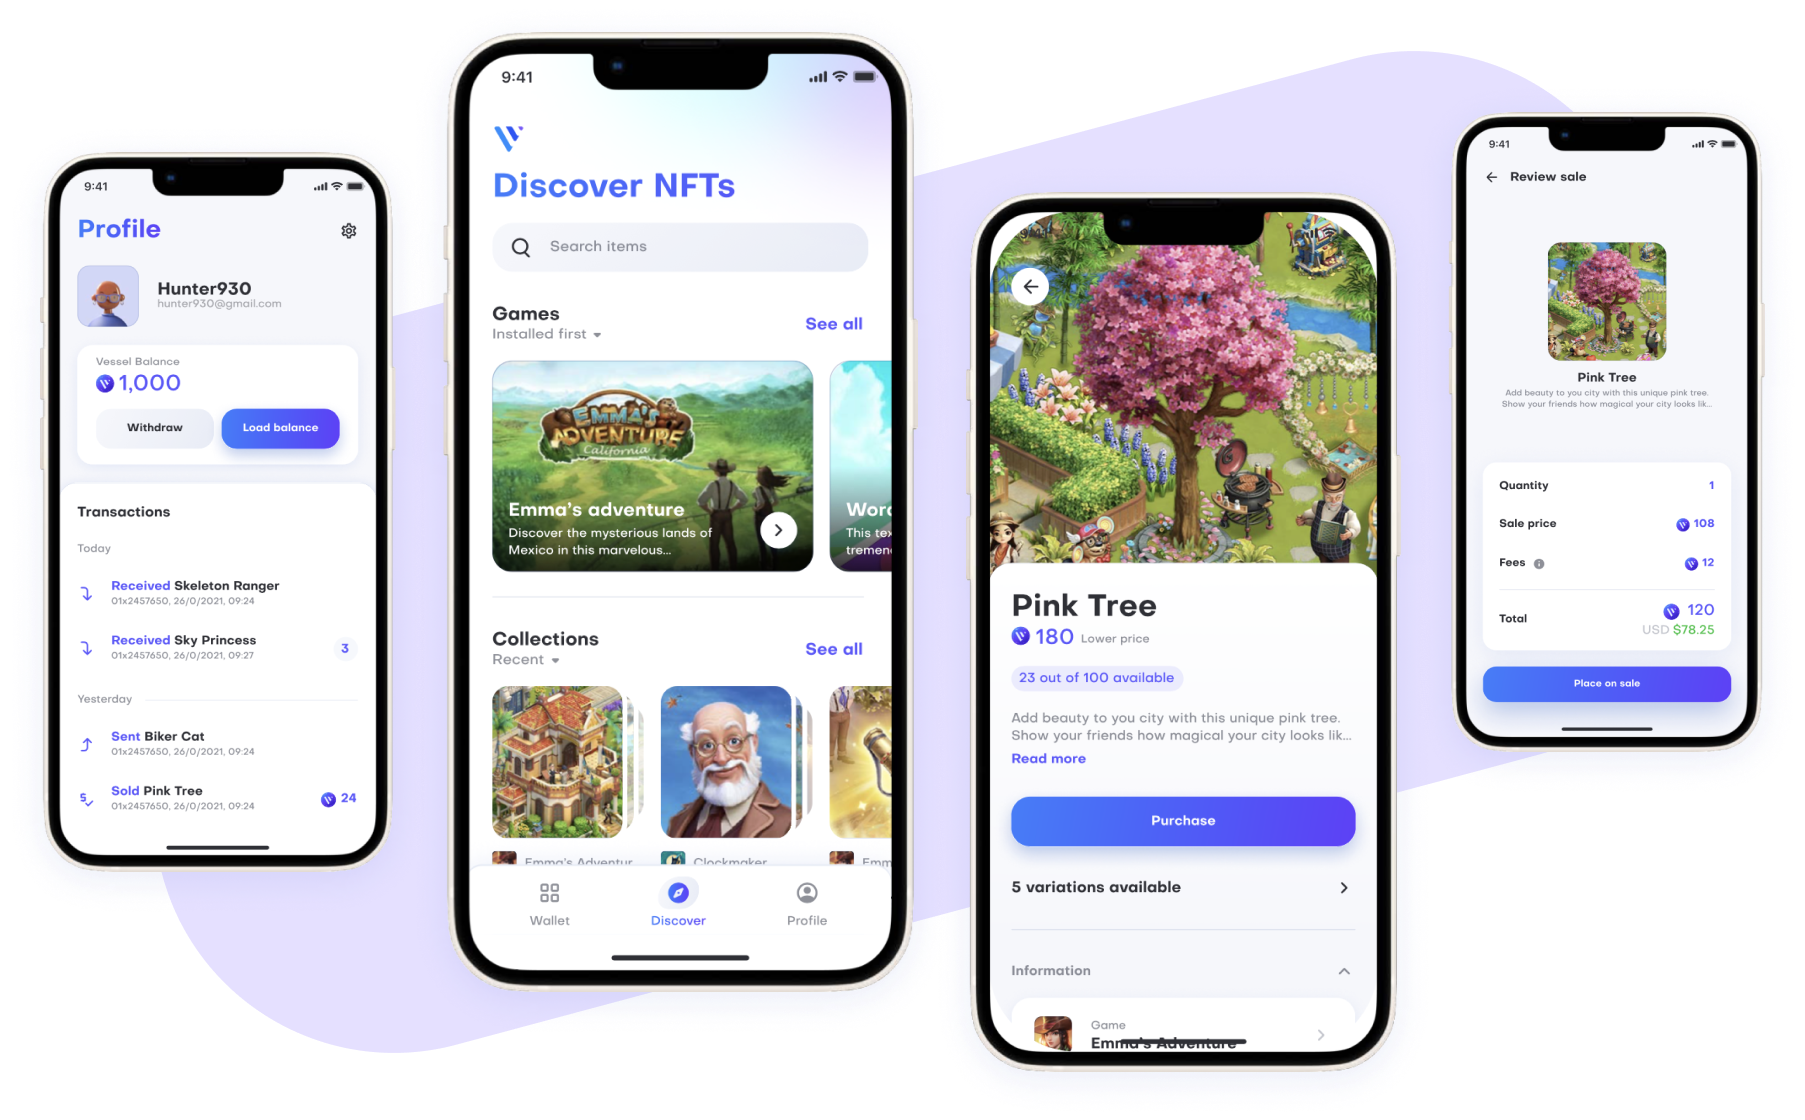 9:41
Profile
Hunter930
hunter930@gmail.com
Vessel Balance
1,000
Withdraw
Load balance
Transactions
Today
Received Skeleton Ranger
01x2457650, 26/0/2021, 09:24
Received Sky Princess
01x2457650, 26/0/2021, 09:27
3
Yesterday
Sent Biker Cat
01x2457650, 26/0/2021, 09:24
Sold Pink Tree
01x2457650, 26/0/2021, 09:24
24
9:41
Discover NFTs
Search items
Games
Installed first
See all
EMMA'S
ADVENTURE
California
Emma's adventure
Discover the mysterious lands of
Mexico in this marvelous...
Word
This tex
tremen
Collections
Recent
See all
Emma's Adventur
Clockmaker
Emm
Wallet
Discover
Profile
9:41
Pink Tree
180 Lower price
23 out of 100 available
Add beauty to you city with this unique pink tree.
Show your friends how magical your city looks lik...
Read more
Purchase
5 variations available
Information
Game
Emma's Adventure
9:41
Review sale
Pink Tree
Add beauty to you city with this unique pink tree.
Show your friends how magical your city looks lik...
Quantity
1
Sale price
108
Fees
12
Total
120
USD $78.25
Place on sale